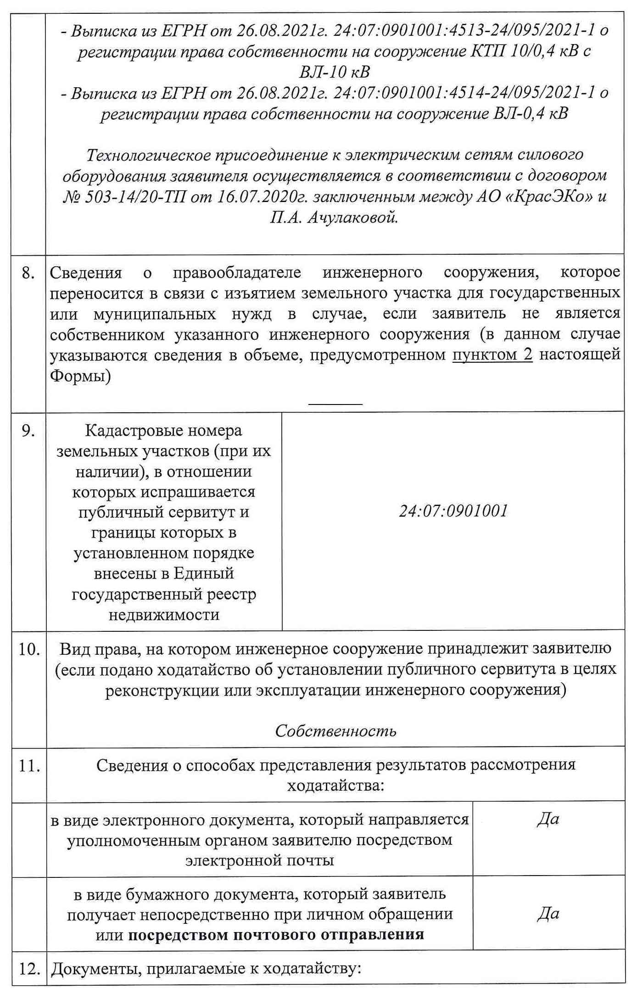 - Выписка из ЕГРН от 26.08.2021г. 24:07:0901001:4513-24/095/2021-1 о
регистрации права собственности на сооружение КТП 10/0,4 кВ с
ВЛ-10 кВ
- Выписка из ЕГРН от 26.08.2021г. 24:07:0901001:4514-24/095/2021-1 о
регистрации права собственности на сооружение ВЛ-0,4 кВ
Технологическое присоединение к электрическим сетям силового
оборудования заявителя осуществляется в соответствии с договором
№ 503-14/20-ТП от 16.07.2020г. заключенным между АО «КрасЭКо» и
П.А. Ачулаковой.
8. Сведения о правообладателе инженерного сооружения, которое
переносится в связи с изъятием земельного участка для государственных
или муниципальных нужд в случае, если заявитель не является
собственником указанного инженерного сооружения (в данном случае
указываются сведения в объеме, предусмотренном пунктом 2 настоящей
Формы)
9. Кадастровые номера
земельных участков (при их
наличии), в отношении
которых испрашивается
публичный сервитут и
границы которых в
установленном порядке
внесены в Единый
государственный реестр
недвижимости
24:07:0901001
10. Вид права, на котором инженерное сооружение принадлежит заявителю
(если подано ходатайство об установлении публичного сервитута в целях
реконструкции или эксплуатации инженерного сооружения)
Собственность
11. Сведения о способах представления результатов рассмотрения
ходатайства:
в виде электронного документа, который направляется
уполномоченным органом заявителю посредством
электронной почты
Да
в виде бумажного документа, который заявитель
получает непосредственно при личном обращении
или посредством почтового отправления
Да
12. Документы, прилагаемые к ходатайству: